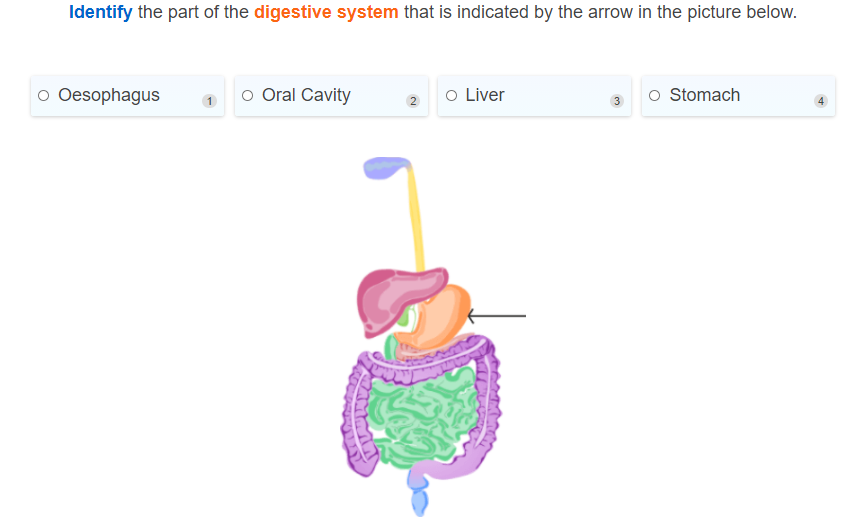 Identify the part of the digestive system that is indicated by the arrow in the picture below.
Oesophagus 1
Oral Cavity 2
Liver 3
Stomach 4